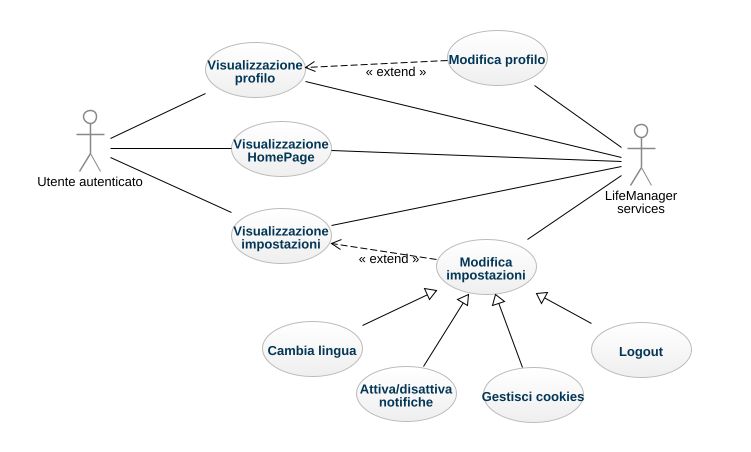 Visualizzazione
profilo
« extend »
Modifica profilo
Visualizzazione
HomePage
Utente autenticato
LifeManager
services
Visualizzazione
impostazioni
« extend »
Modifica
impostazioni
Cambia lingua
Attiva/disattiva
notifiche
Gestisci cookies
Logout